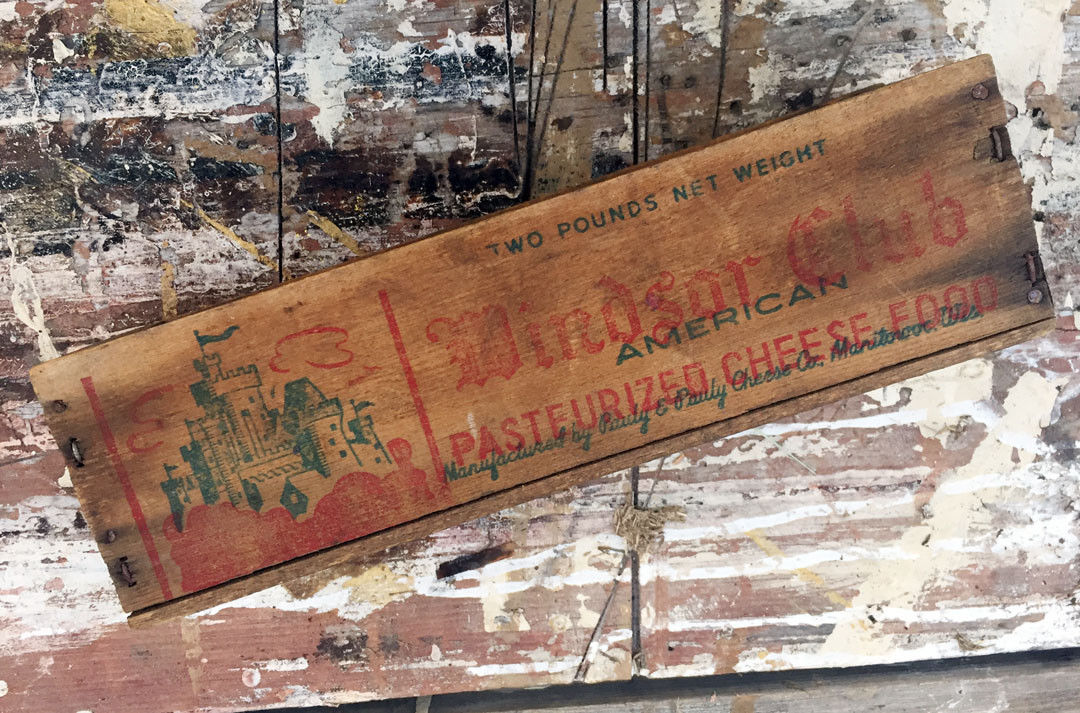 TWO POUNDS NET WEIGHT
Windsor Club
AMERICAN
PASTEURIZED CHEESE FOOD
Manufactured by Pauly & Pauly Cheese Co. Manitowoc, Wis